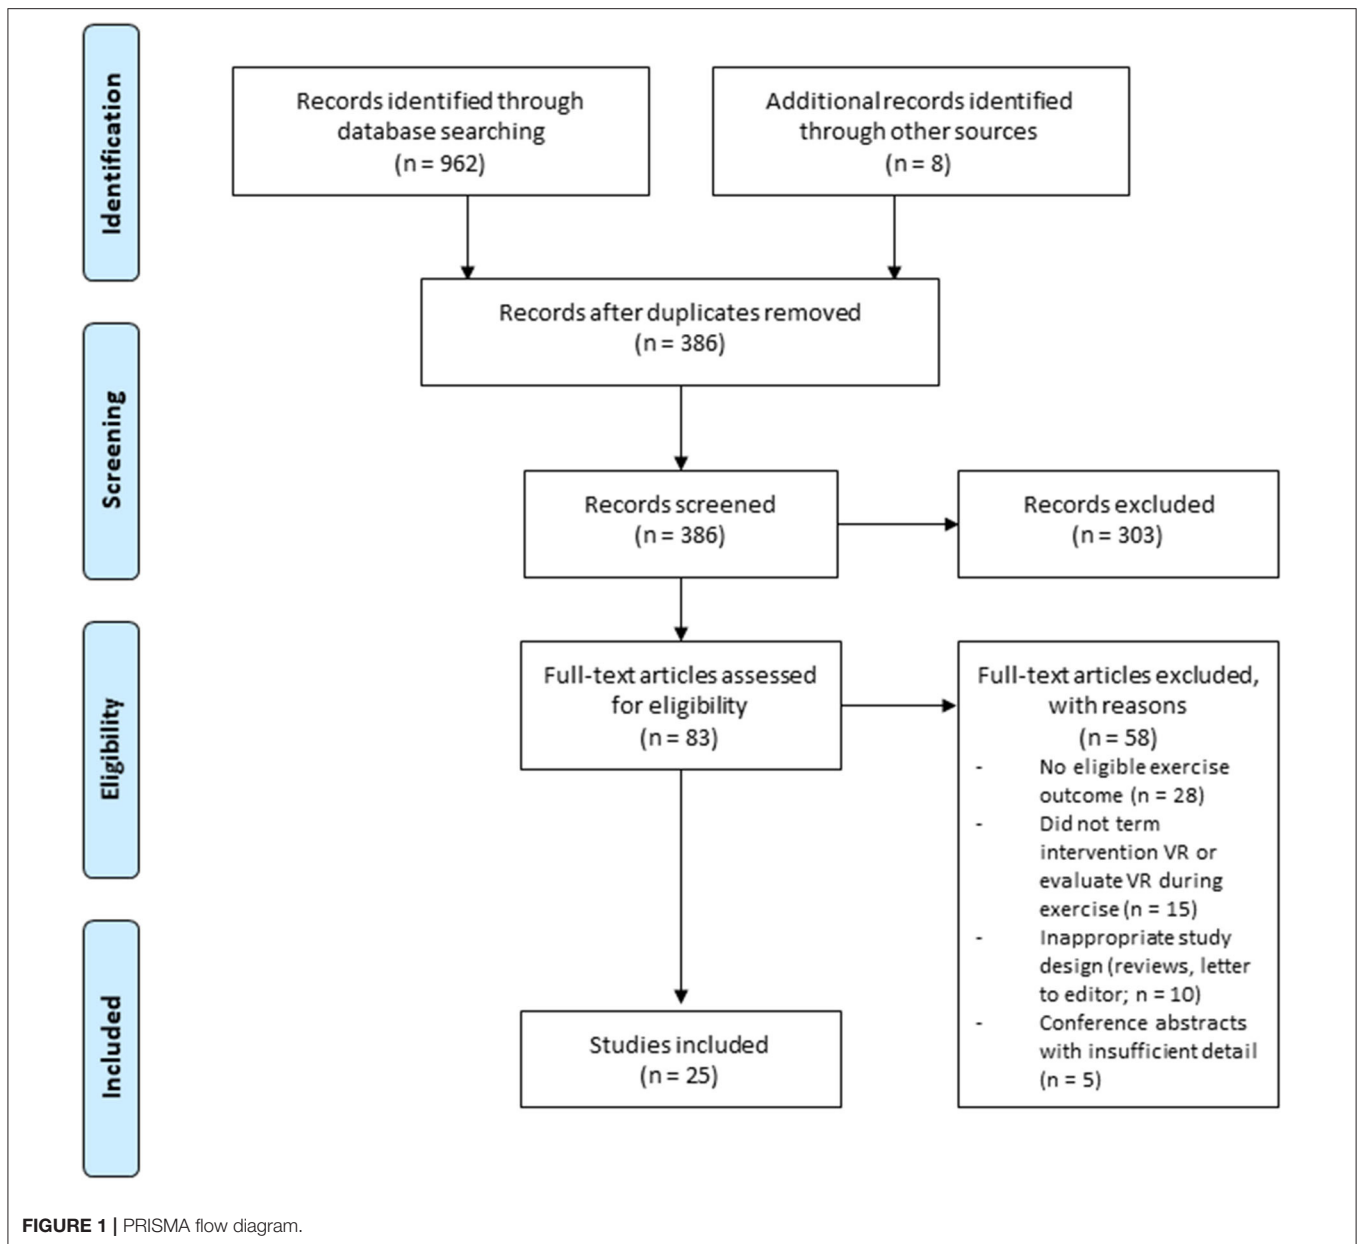 Identification
Records identified through
database searching
(n = 962)
Additional records identified
through other sources
(n = 8)
Records after duplicates removed
(n = 386)
Screening
Records screened
(n = 386)
Records excluded
(n = 303)
Eligibility
Full-text articles assessed
for eligibility
(n = 83)
Full-text articles excluded,
with reasons
(n = 58)
- No eligible exercise
outcome (n = 28)
- Did not term
intervention VR or
evaluate VR during
exercise (n = 15)
- Inappropriate study
design (reviews, letter
to editor; n = 10)
- Conference abstracts
with insufficient detail
(n = 5)
Included
Studies included
(n = 25)
FIGURE 1 | PRISMA flow diagram.